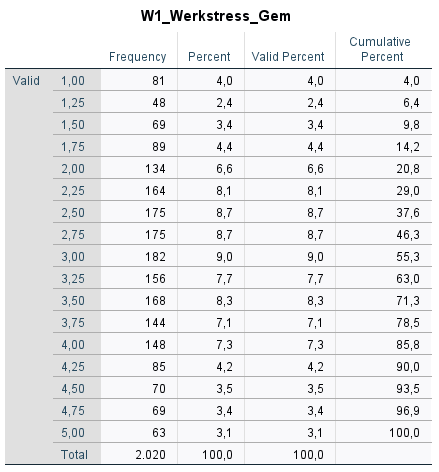 W1_Werkstress_Gem
Frequency Percent Valid Percent Cumulative Percent
Valid 1,00 81 4,0 4,0 4,0
1,25 48 2,4 2,4 6,4
1,50 69 3,4 3,4 9,8
1,75 89 4,4 4,4 14,2
2,00 134 6,6 6,6 20,8
2,25 164 8,1 8,1 29,0
2,50 175 8,7 8,7 37,6
2,75 175 8,7 8,7 46,3
3,00 182 9,0 9,0 55,3
3,25 156 7,7 7,7 63,0
3,50 168 8,3 8,3 71,3
3,75 144 7,1 7,1 78,5
4,00 148 7,3 7,3 85,8
4,25 85 4,2 4,2 90,0
4,50 70 3,5 3,5 93,5
4,75 69 3,4 3,4 96,9
5,00 63 3,1 3,1 100,0
Total 2.020 100,0 100,0